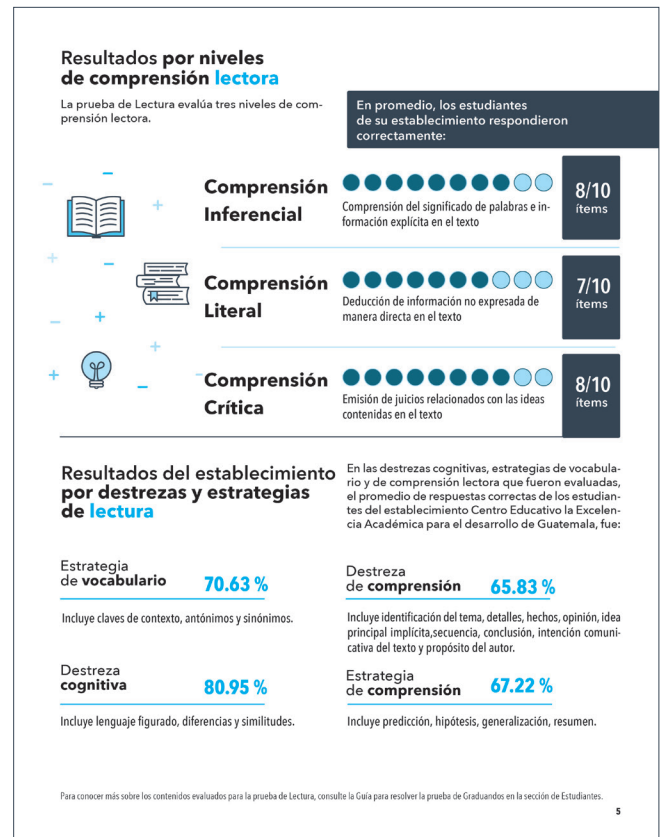 Resultados por niveles
de comprensión lectora
La prueba de Lectura evalúa tres niveles de com-
prensión lectora.
En promedio, los estudiantes
de su establecimiento respondieron
correctamente:
Comprensión
Inferencial
Comprensión del significado de palabras e in-
formación explícita en el texto
8/10
ítems
Comprensión
Literal
Deducción de información no expresada de
manera directa en el texto
7/10
ítems
Comprensión
Crítica
Emisión de juicios relacionados con las ideas
contenidas en el texto
8/10
ítems
Resultados del establecimiento
por destrezas y estrategias
de lectura
En las destrezas cognitivas, estrategias de vocabula-
rio y de comprensión lectora que fueron evaluadas,
el promedio de respuestas correctas de los estudian-
tes del establecimiento Centro Educativo la Excelen-
cia Académica para el desarrollo de Guatemala, fue:
Estrategia
de vocabulario 70.63 %
Incluye claves de contexto, antónimos y sinónimos.
Destreza
de comprensión 65.83 %
Incluye identificación del tema, detalles, hechos, opinión, idea
principal implícita,secuencia, conclusión, intención comuni-
cativa del texto y propósito del autor.
Destreza
cognitiva 80.95 %
Incluye lenguaje figurado, diferencias y similitudes.
Estrategia
de comprensión 67.22 %
Incluye predicción, hipótesis, generalización, resumen.
Para conocer más sobre los contenidos evaluados para la prueba de Lectura, consulte la Guía para resolver la prueba de Graduandos en la sección de Estudiantes.
5